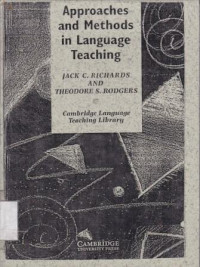 Approaches
and Methods
in Language
Teaching
JACK C. RICHARDS
AND
THEODORE S. RODGERS
Cambridge Language
Teaching Library
CAMBRIDGE
UNIVERSITY PRESS